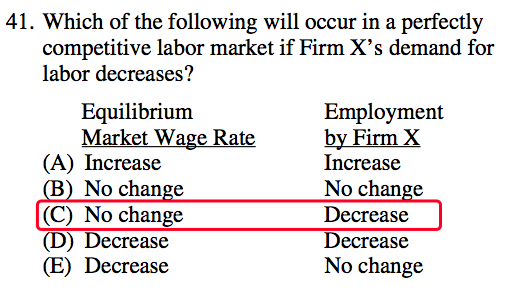 41. Which of the following will occur in a perfectly
competitive labor market if Firm X's demand for
labor decreases?
Equilibrium Employment
Market Wage Rate by Firm X
(A) Increase Increase
(B) No change No change
(C) No change Decrease
(D) Decrease Decrease
(E) Decrease No change